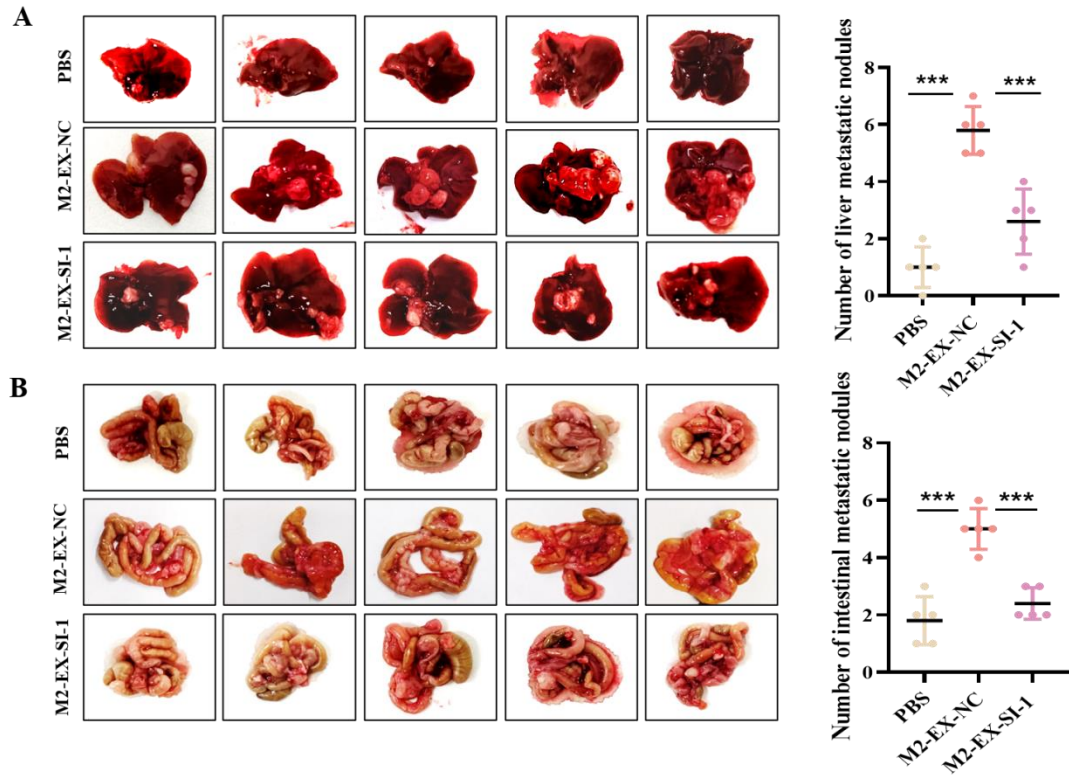 A
PBS
M2-EX-NC
M2-EX-SI-1
Number of liver metastatic nodules
8
6
4
2
0
*** ***
PBS
M2-EX-NC
M2-EX-SI-1
B
PBS
M2-EX-NC
M2-EX-SI-1
Number of intestinal metastatic nodules
8
6
4
2
0
*** ***
PBS
M2-EX-NC
M2-EX-SI-1